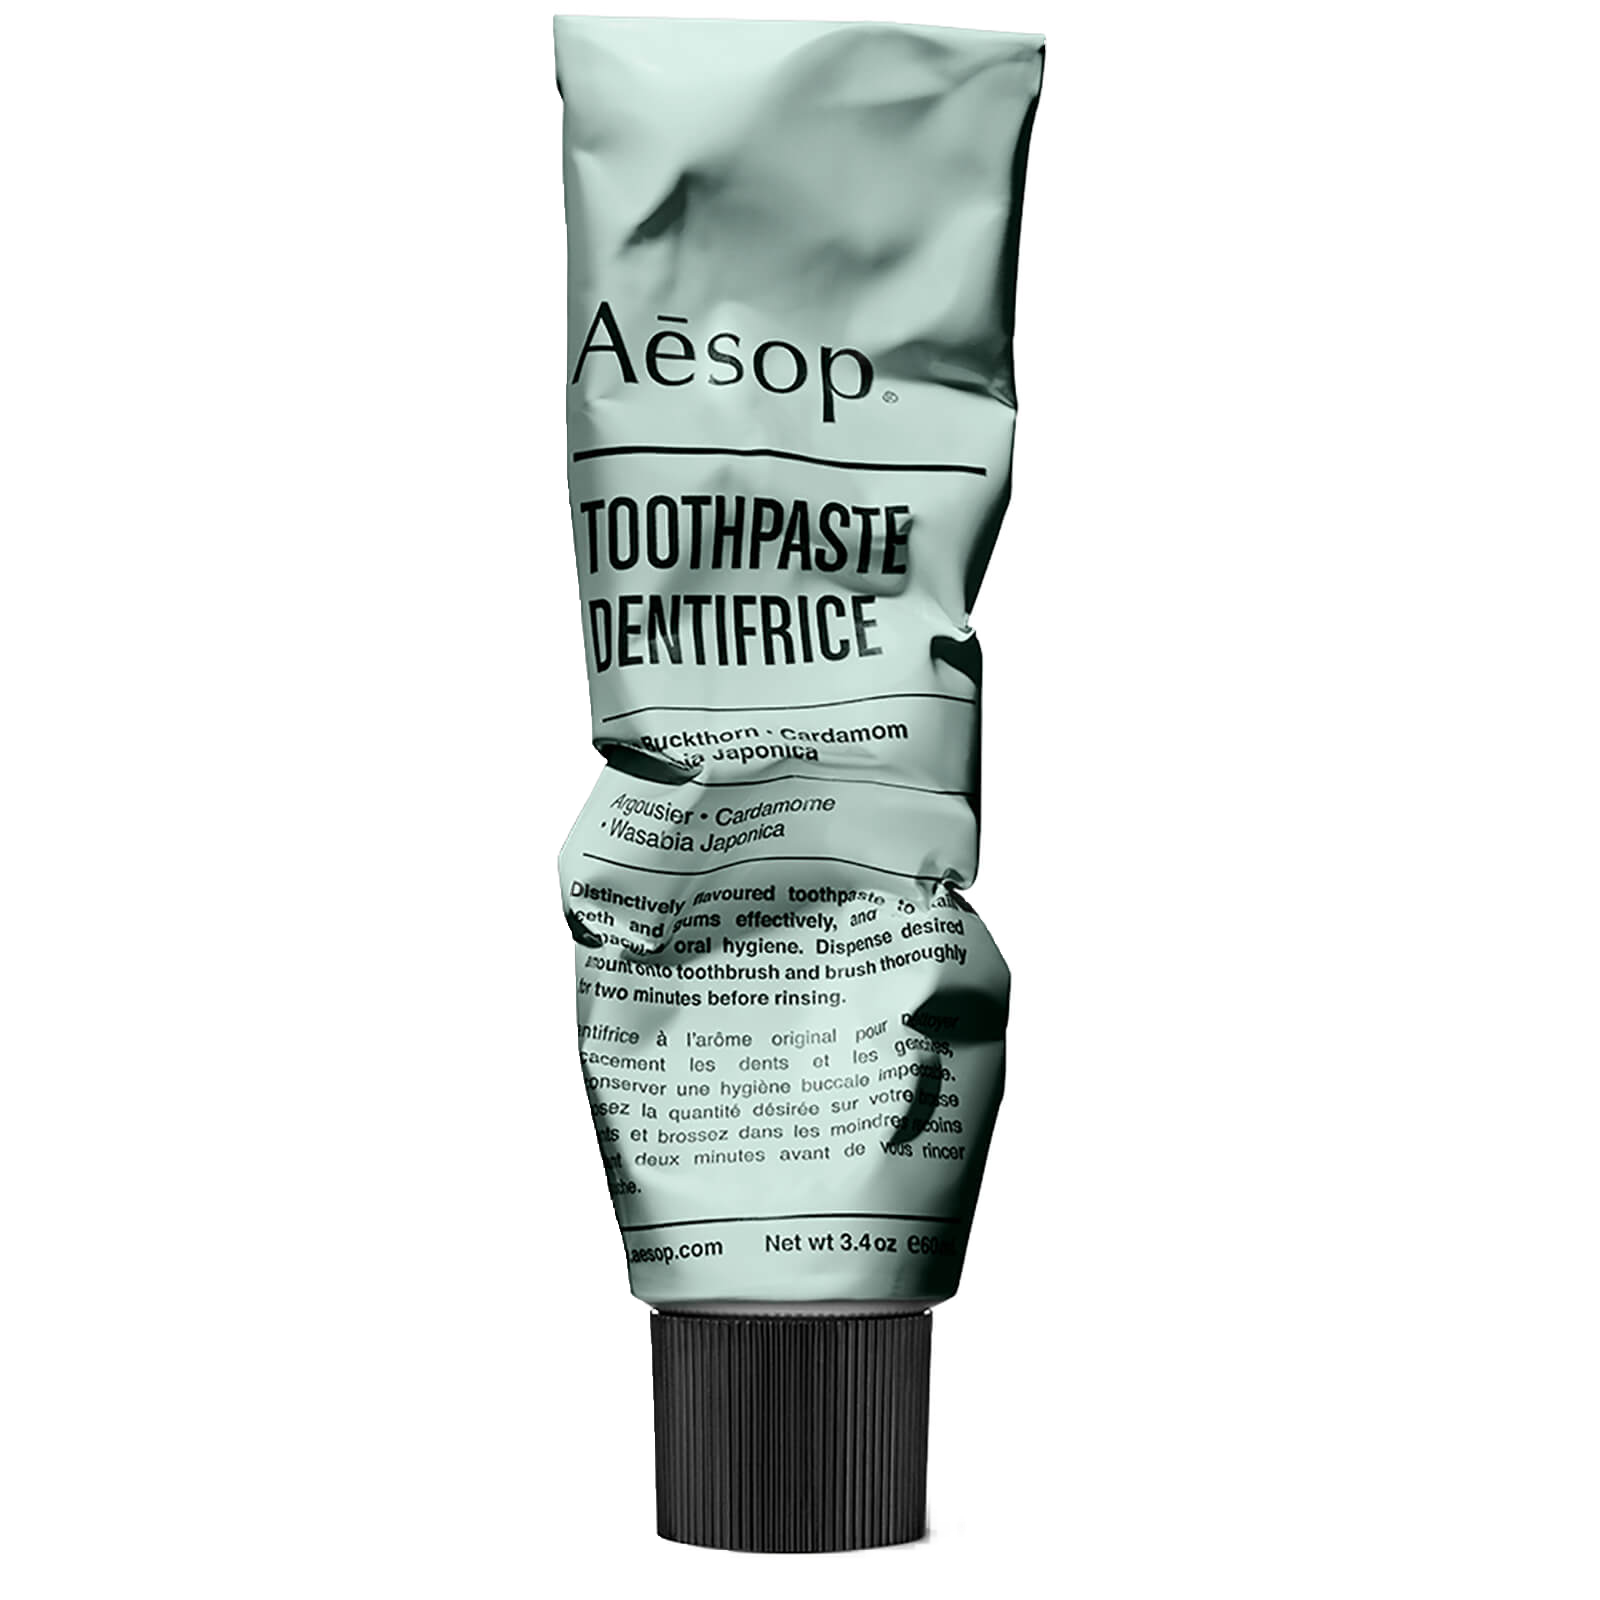 Aēsop®
TOOTHPASTE
DENTIFRICE
Buckthorn · Cardamom
Japonica
Argousier • Cardamome
• Wasabia Japonica
Distinctively flavoured toothpaste to
and gums effectively, and
oral hygiene. Dispense desired
onto toothbrush and brush thoroughly
two minutes before rinsing.
à l'arôme original pour
les dents et les
une hygiène buccale
la quantité désirée sur votre
et brossez dans les moindres
deux minutes avant de vous rincer
aesop.com Net wt 3.4 oz